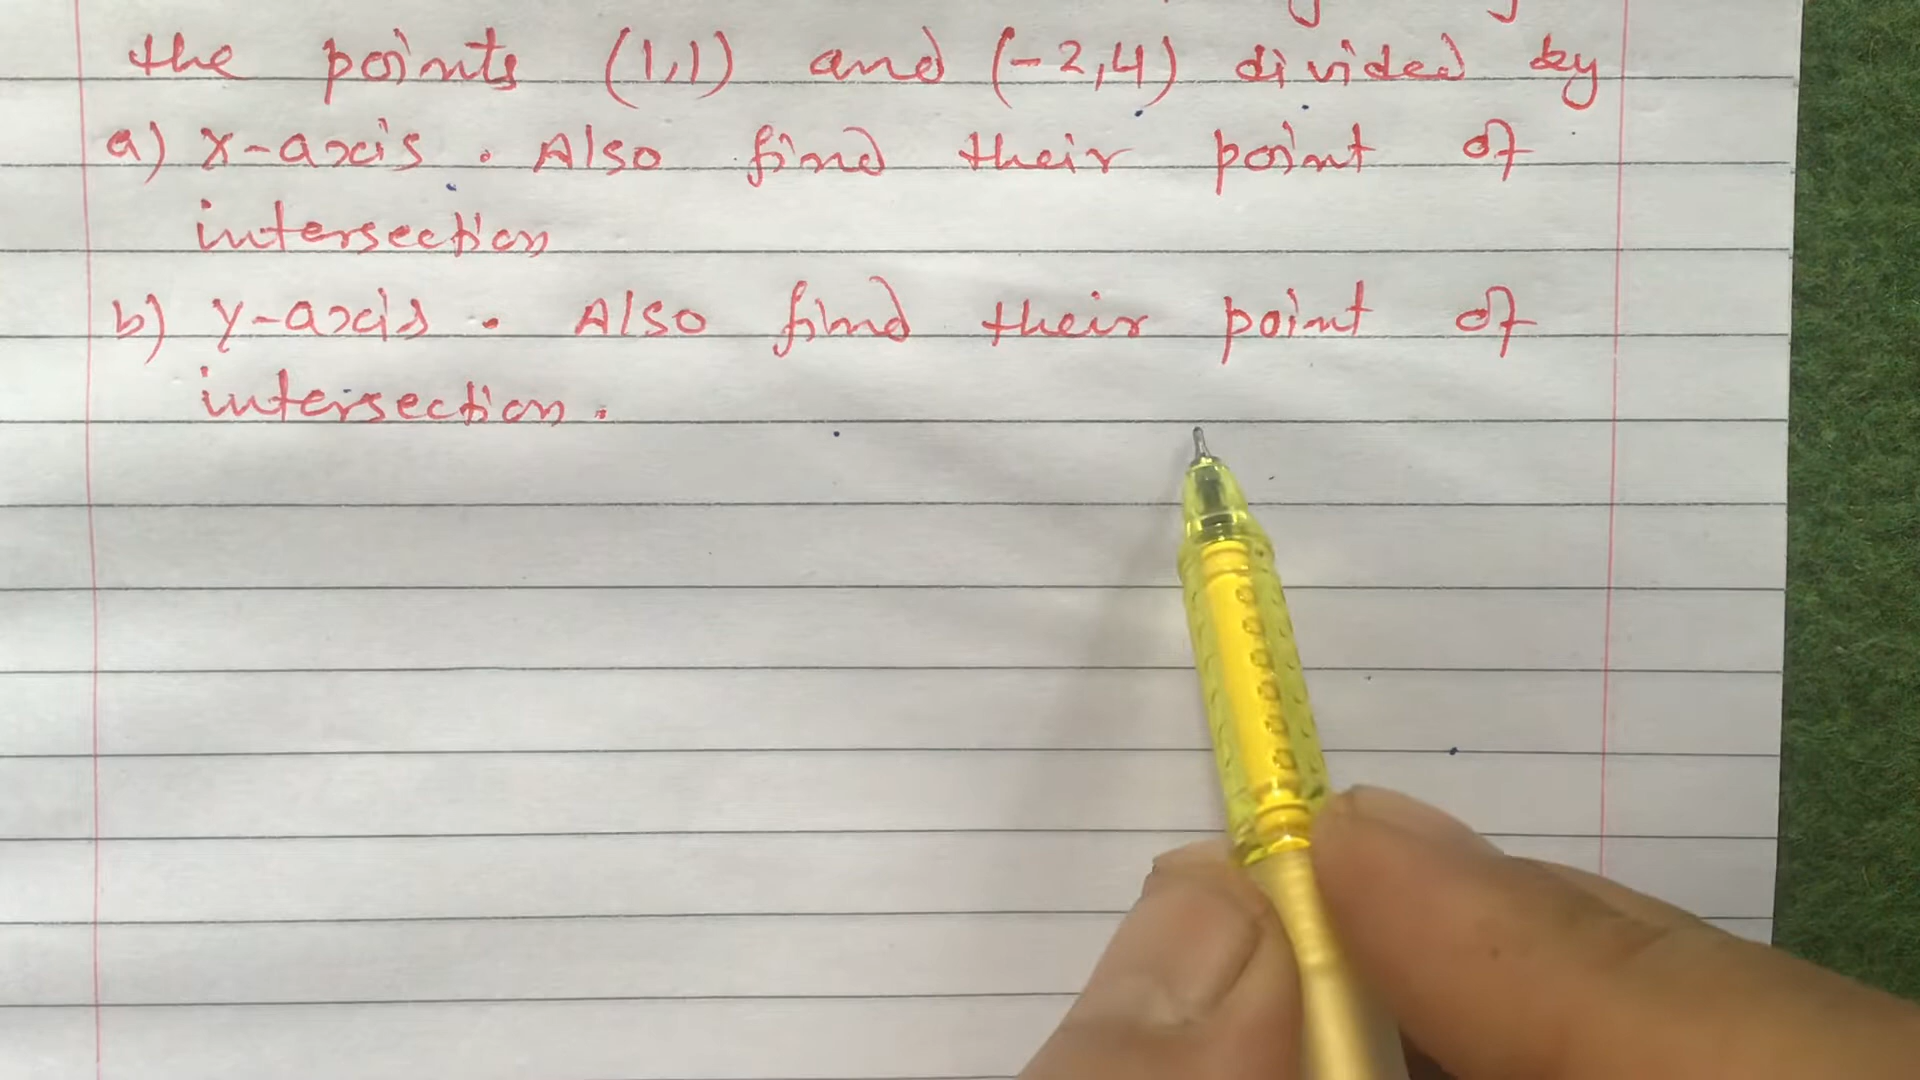 the points (1,1) and (-2,4) divided by
a) x-axis. Also find their point of
intersection
b) y-axis. Also find their point of
intersection.